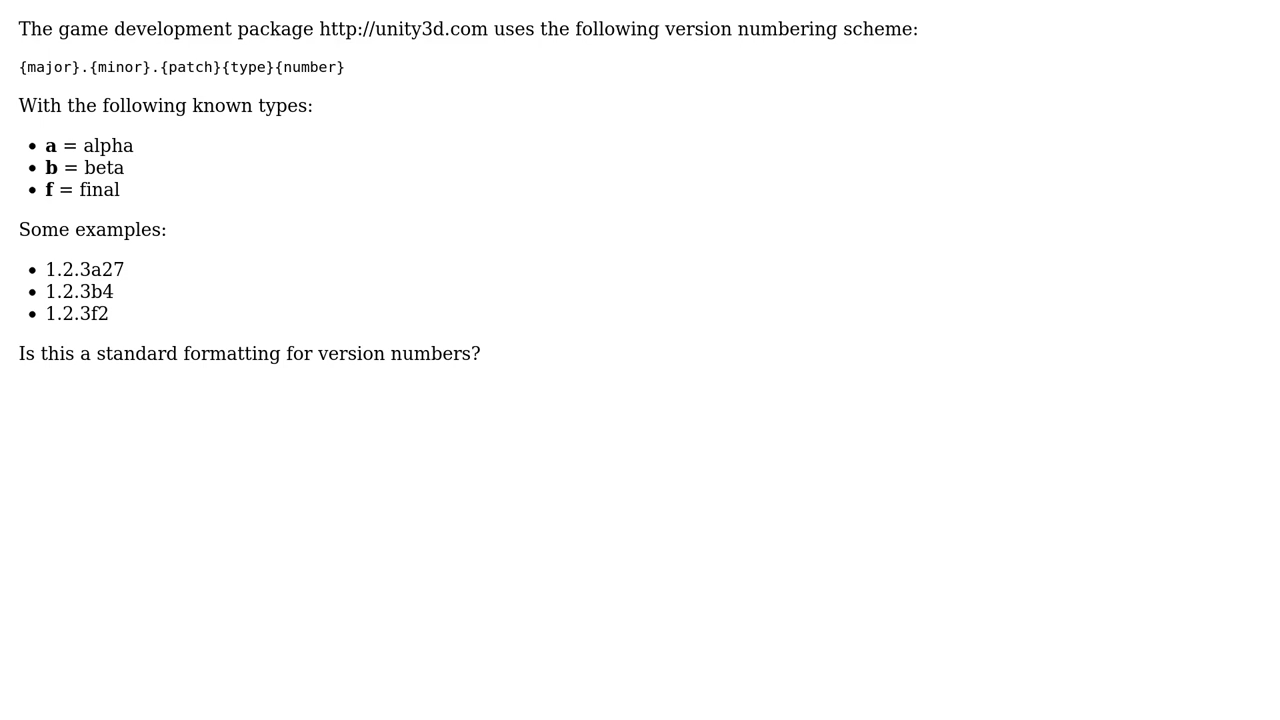 The game development package http://unity3d.com uses the following version numbering scheme:
{major}.{minor}.{patch}{type}{number}
With the following known types:
• a = alpha
• b = beta
• f = final
Some examples:
• 1.2.3a27
• 1.2.3b4
• 1.2.3f2
Is this a standard formatting for version numbers?